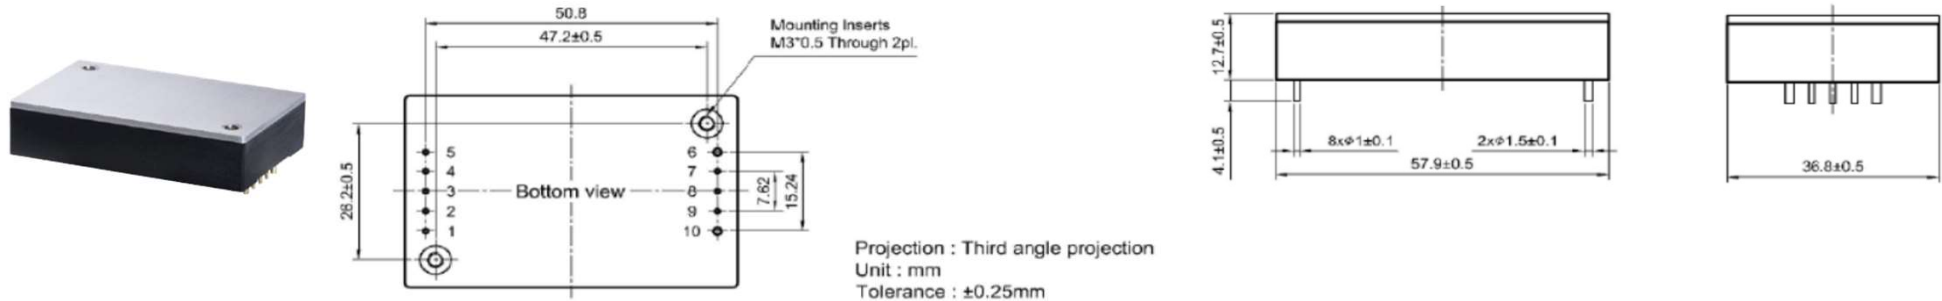 50.8
47.2±0.5
Mounting Inserts
M3*0.5 Through 2pl.
26.2±0.5
5
4
3
2
1
Bottom view
6
7
8
9
10
7.62
15.24
Projection : Third angle projection
Unit : mm
Tolerance : ±0.25mm
12.7±0.5
4.1±0.5
8xΦ1±0.1
2xΦ1.5±0.1
57.9±0.5
36.8±0.5